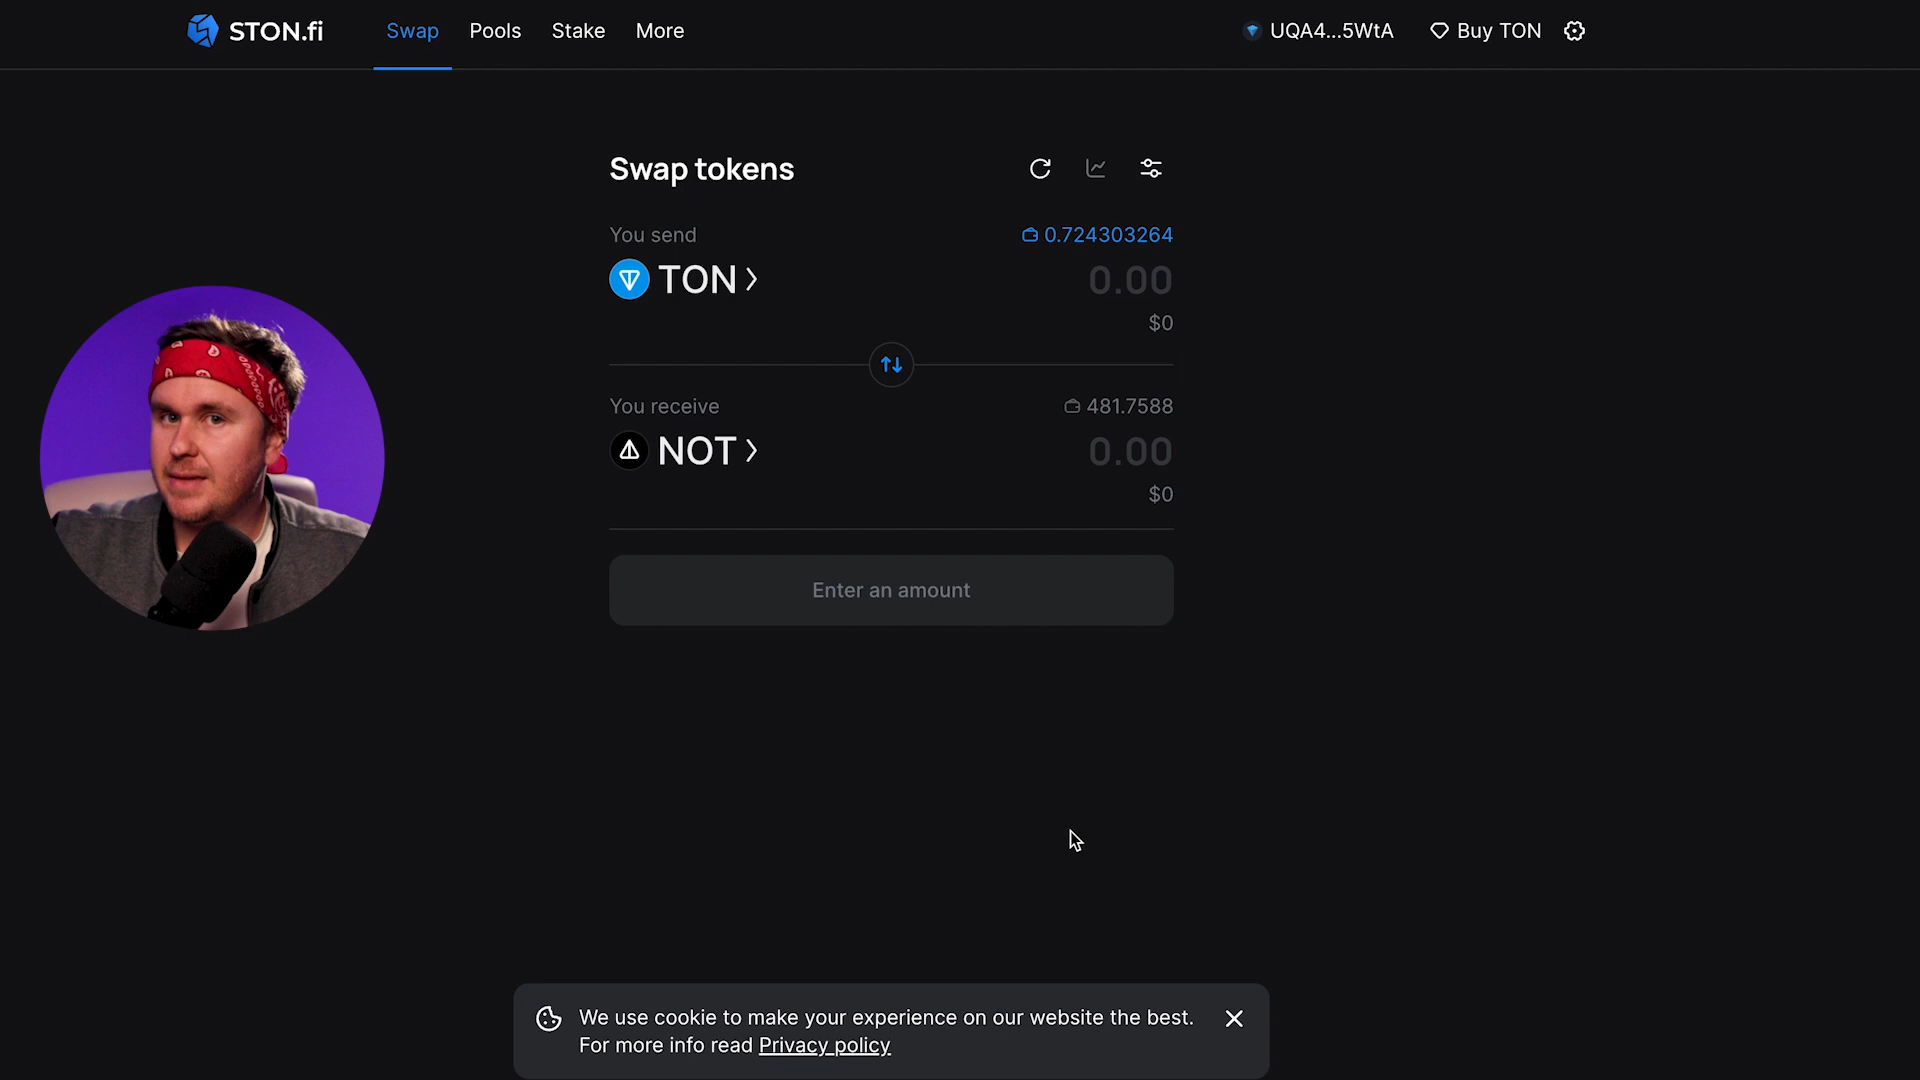 STON.fi
Swap
Pools
Stake
More
UQA4...5WtA
Buy TON
Swap tokens
You send
0.724303264
TON
0.00
$0
You receive
481.7588
NOT
0.00
$0
Enter an amount
We use cookie to make your experience on our website the best.
For more info read Privacy policy